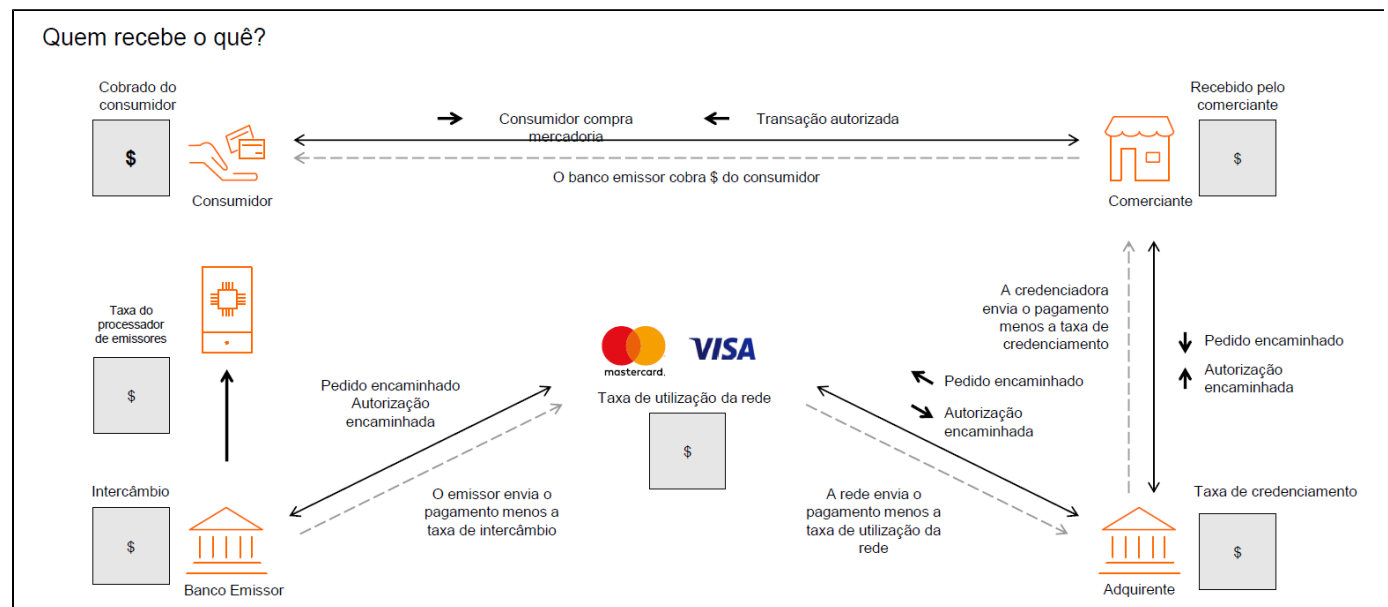 Quem recebe o quê?
Cobrado do
consumidor
$
Consumidor
Consumidor compra
mercadoria
Transação autorizada
O banco emissor cobra $ do consumidor
Recebido pelo
comerciante
$
Comerciante
Taxa do
processador
de emissores
$
Pedido encaminhado
Autorização
encaminhada
mastercard.
VISA
Taxa de utilização da rede
$
A credenciadora
envia o pagamento
menos a taxa de
credenciamento
Pedido encaminhado
Autorização
encaminhada
Pedido encaminhado
Autorização
encaminhada
Intercâmbio
$
Banco Emissor
O emissor envia o
pagamento menos a
taxa de intercâmbio
A rede envia o
pagamento menos a
taxa de utilização da
rede
Taxa de credenciamento
$
Adquirente